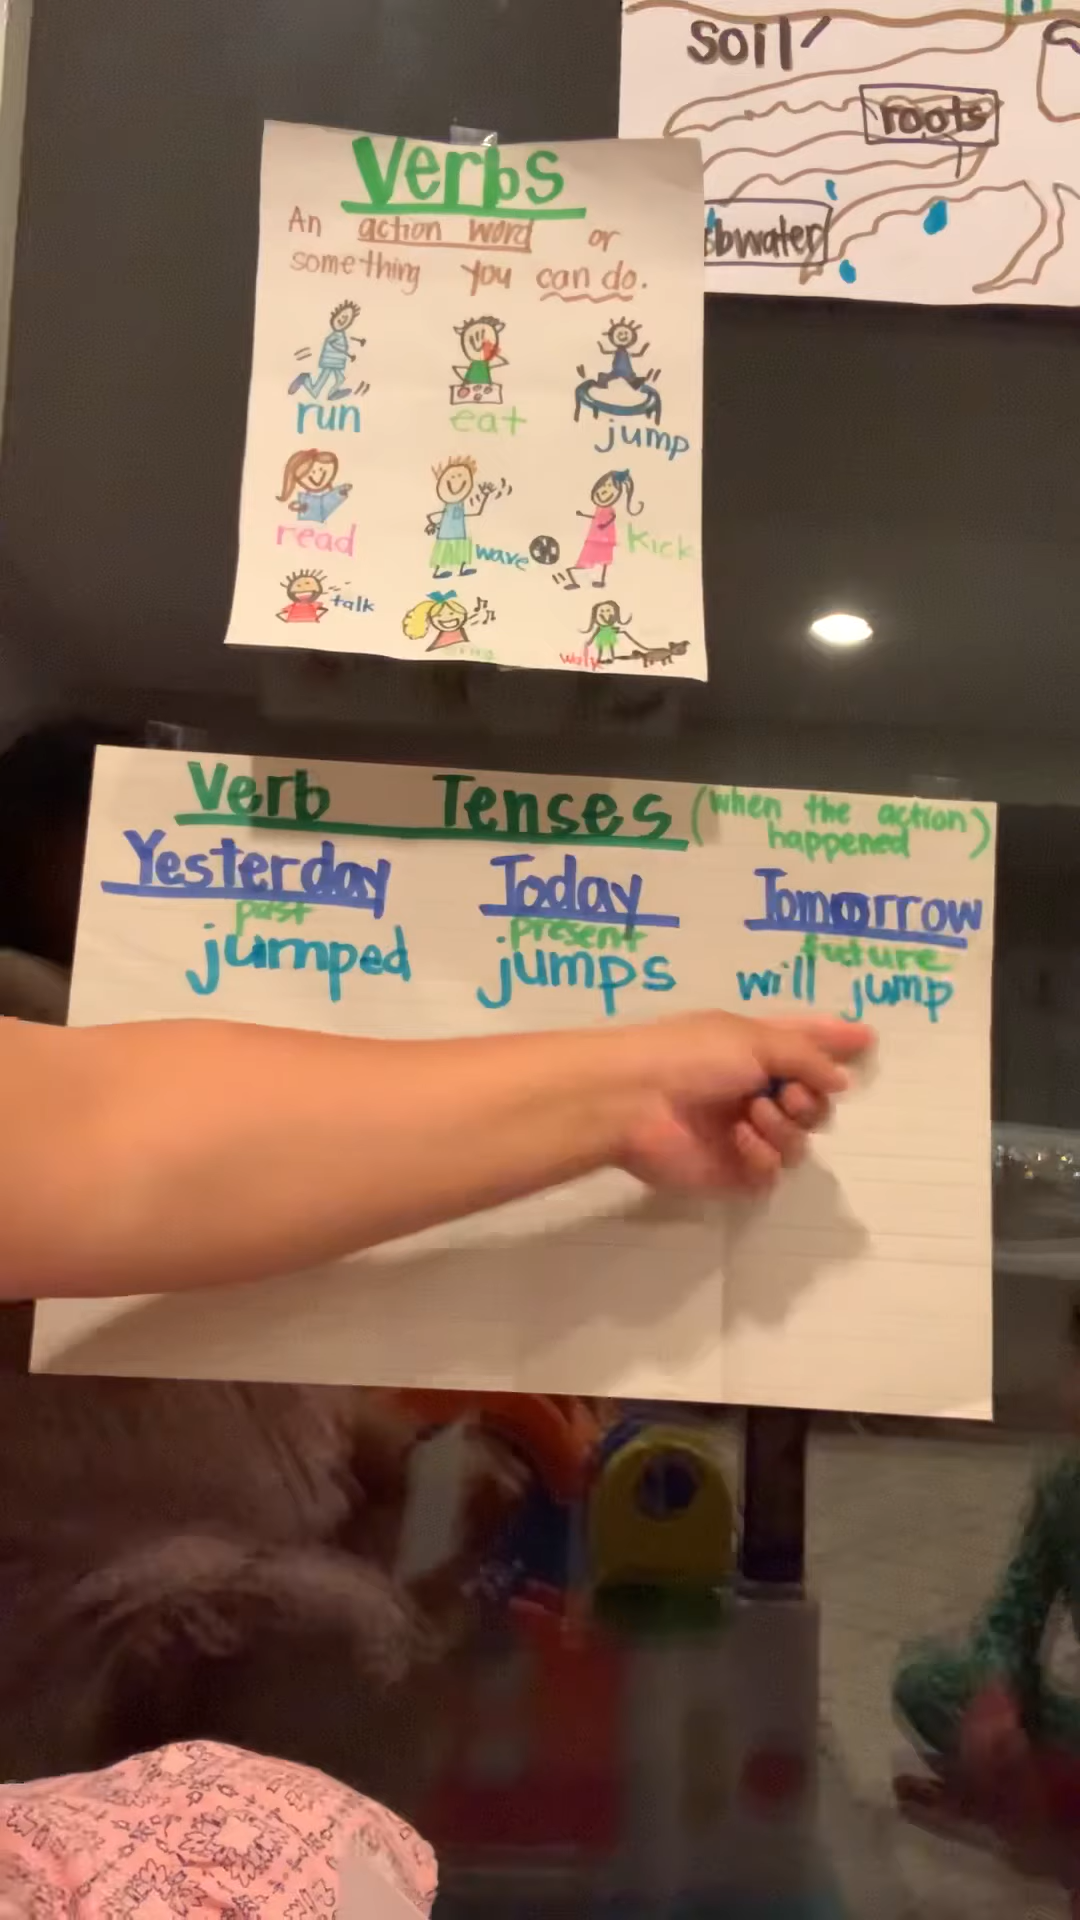 soil
roots
Verbs
An action word or
something you can do.
run
eat
jump
read
wave
kick
talk
walk
Verb Tenses (when the action)
happened
Yesterday Today Tomorrow
past present future
jumped jumps will jump